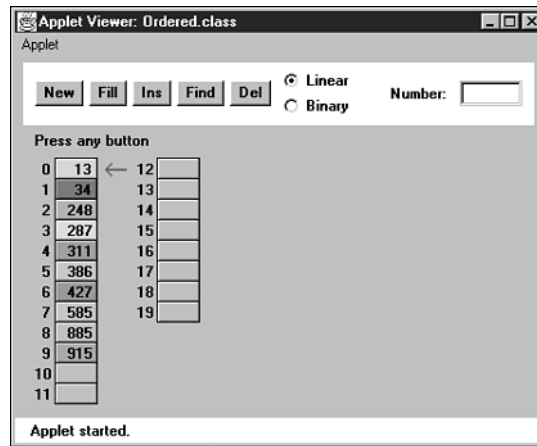 Applet Viewer: Ordered.class
Applet
New Fill Ins Find Del Linear Binary Number:
Press any button
0 13 12
1 34 13
2 248 14
3 287 15
4 311 16
5 386 17
6 427 18
7 585 19
8 885
9 915
10
11
Applet started.